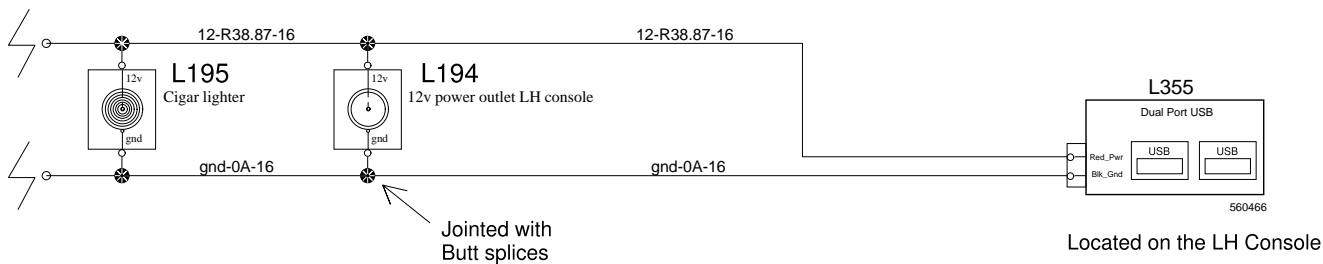 12-R38.87-16
12-R38.87-16
12v
L195
Cigar lighter
gnd
12v
L194
12v power outlet LH console
gnd
L355
Dual Port USB
Red_Pwr
USB
USB
Blk_Gnd
560466
gnd-0A-16
gnd-0A-16
Jointed with
Butt splices
Located on the LH Console